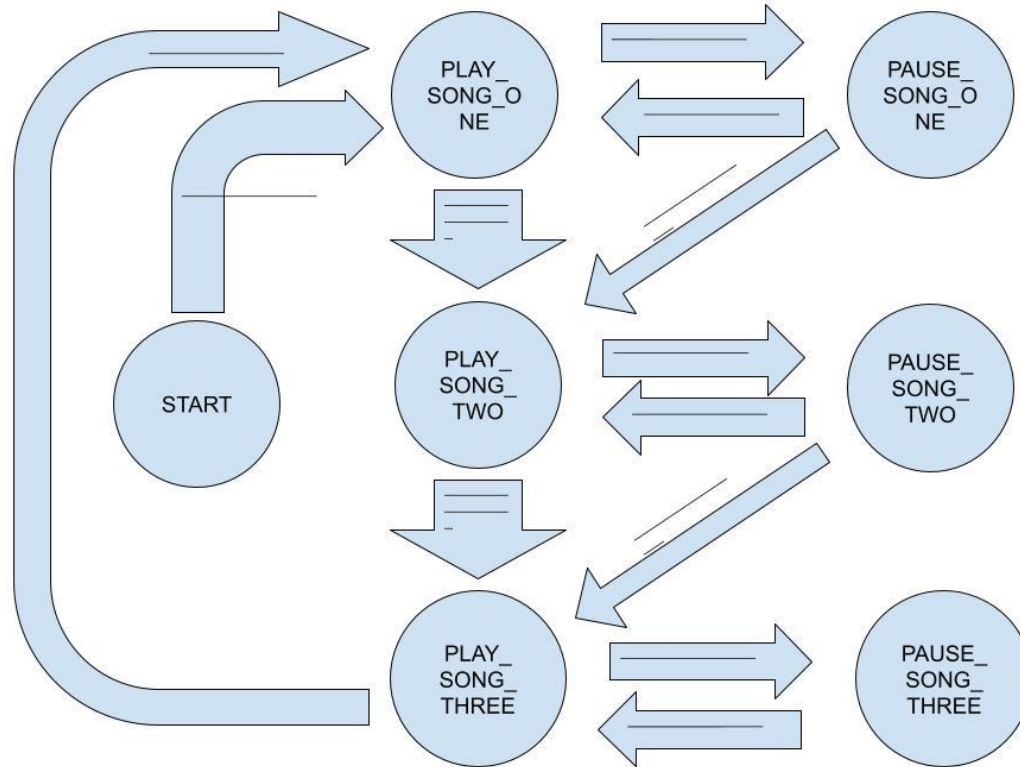 PLAY_
SONG_O
NE
PAUSE_
SONG_O
NE
START
PLAY_
SONG_
TWO
PAUSE_
SONG_
TWO
PLAY_
SONG_
THREE
PAUSE_
SONG_
THREE